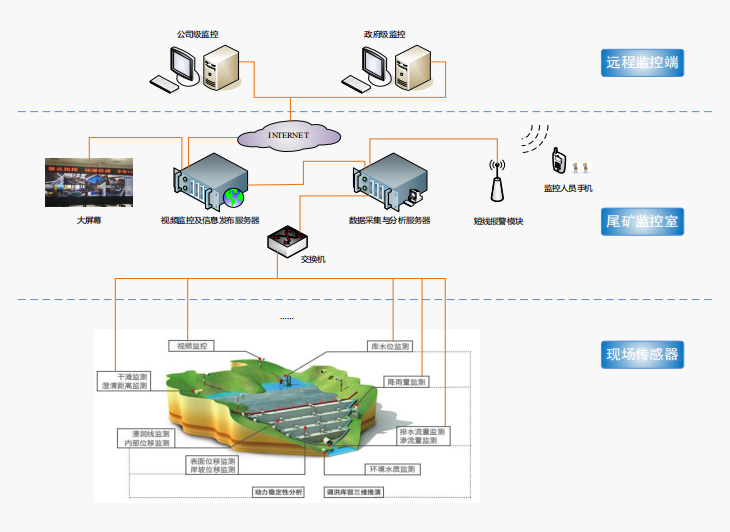 公司级监控
政府级监控
远程监控端
INTERNET
大屏幕
视频监控及信息发布服务器
数据采集与分析服务器
短线报警模块
监控人员手机
尾矿监控室
交换机
......
现场传感器
视频监控
库水位监测
干滩监测
澄清距离监测
降雨量监测
浸润线监测
内部位移监测
排水流量监测
渗流量监测
表面位移监测
岸坡位移监测
环境水质监测
动力稳定性分析
调洪库容三维推演